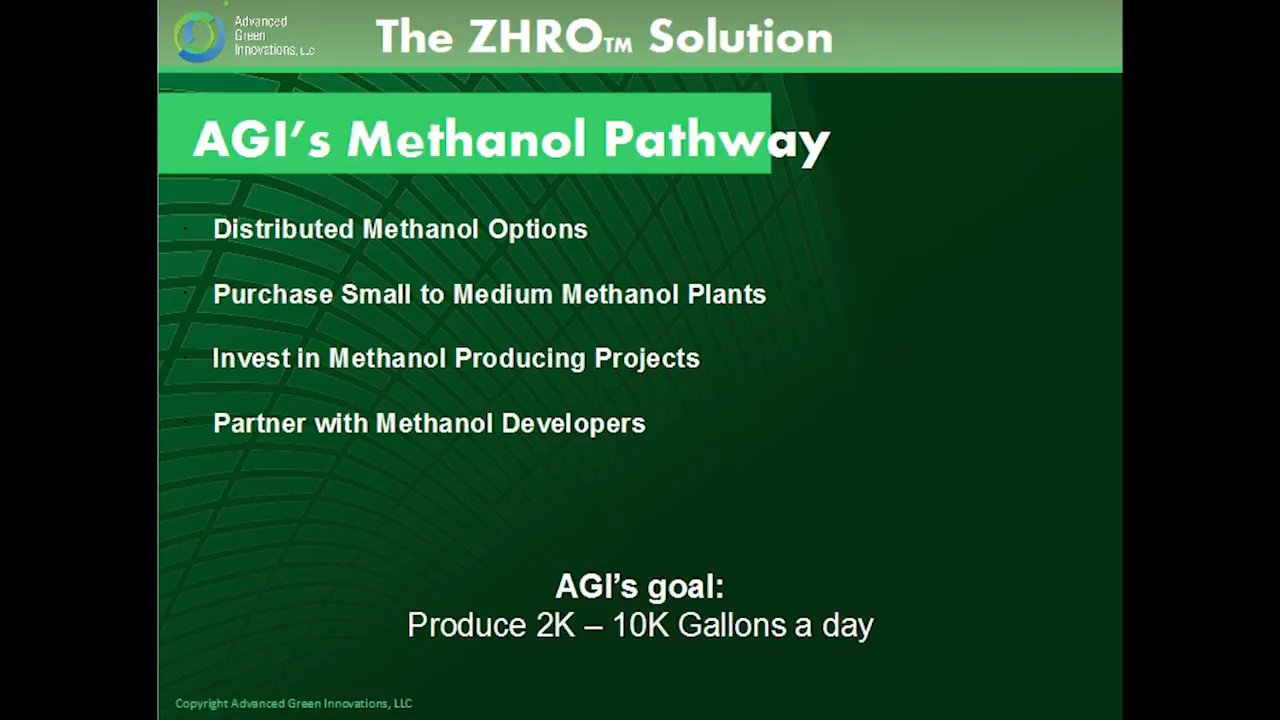 Advanced
Green
Innovations, LLC
The ZHRO™ Solution
AGI's Methanol Pathway
Distributed Methanol Options
Purchase Small to Medium Methanol Plants
Invest in Methanol Producing Projects
Partner with Methanol Developers
AGI's goal:
Produce 2K – 10K Gallons a day
Copyright Advanced Green Innovations, LLC